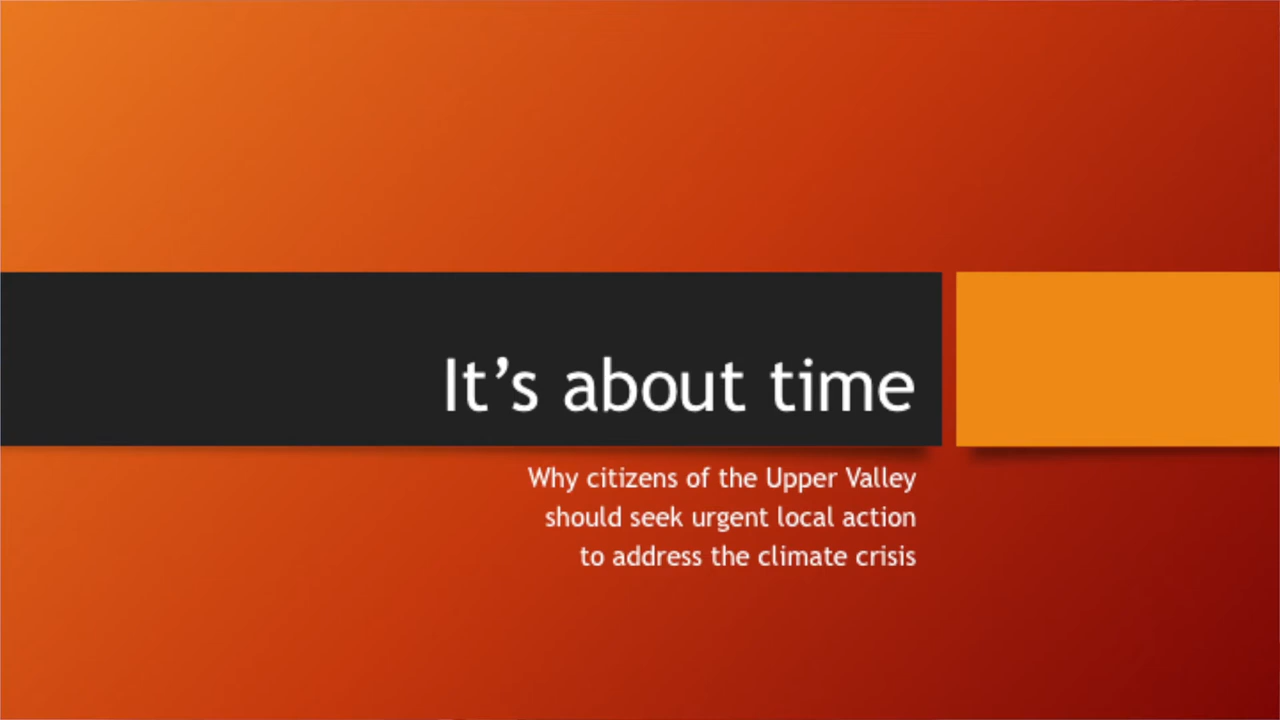 It’s about time
Why citizens of the Upper Valley
should seek urgent local action
to address the climate crisis